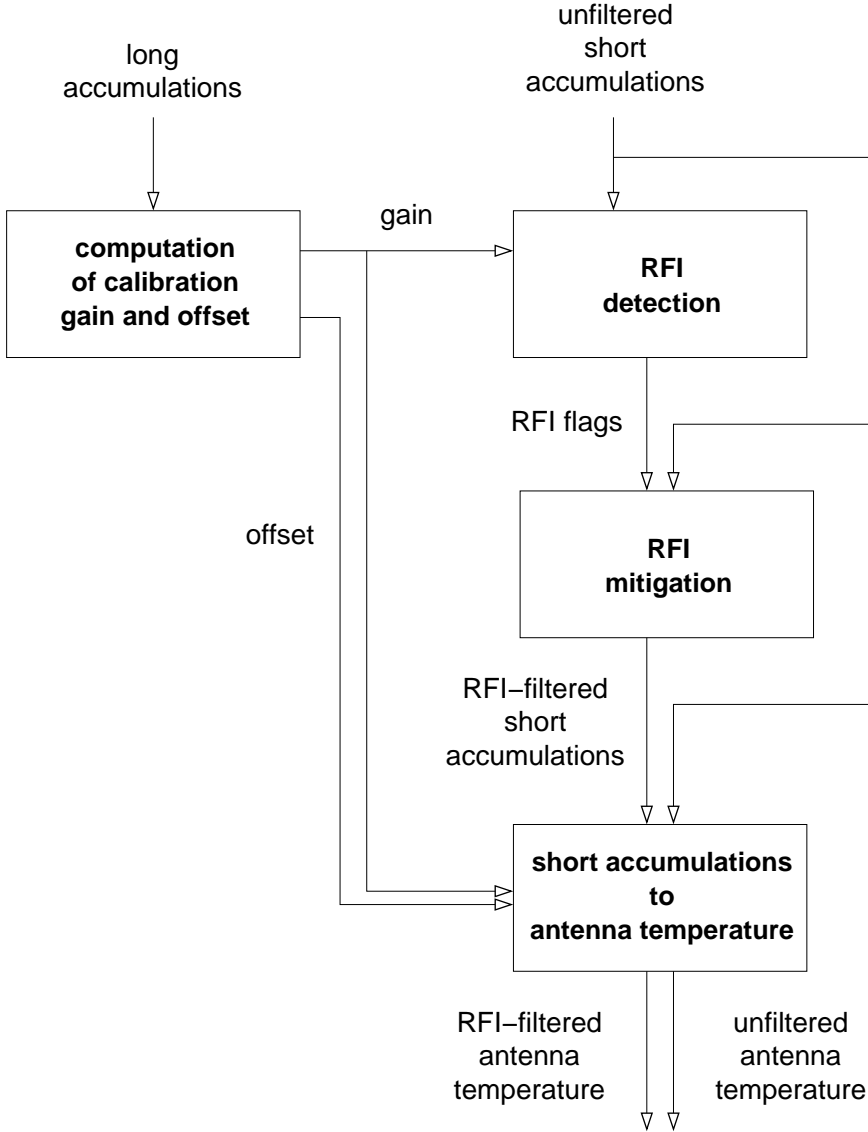 long
accumulations
unfiltered
short
accumulations
computation
of calibration
gain and offset
gain
RFI
detection
RFI flags
offset
RFI
mitigation
RFI−filtered
short
accumulations
short accumulations
to
antenna temperature
RFI−filtered
antenna
temperature
unfiltered
antenna
temperature